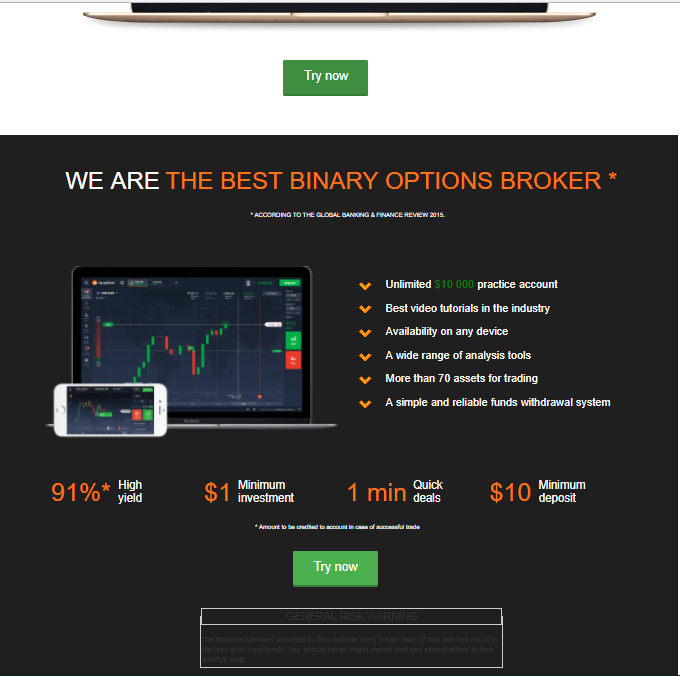 Try now
WE ARE THE BEST BINARY OPTIONS BROKER *
* ACCORDING TO THE GLOBAL BANKING & FINANCE REVIEW 2015.
Unlimited $10 000 practice account
Best video tutorials in the industry
Availability on any device
A wide range of analysis tools
More than 70 assets for trading
A simple and reliable funds withdrawal system
91%* High yield
$1 Minimum investment
1 min Quick deals
$10 Minimum deposit
* Amount to be credited to account in case of successful trade
Try now
GENERAL RISK WARNING
The financial services provided by this website carry a high level of risk and can result in
the loss of all your funds. You should never invest money that you cannot afford to lose
SIMPLE AND